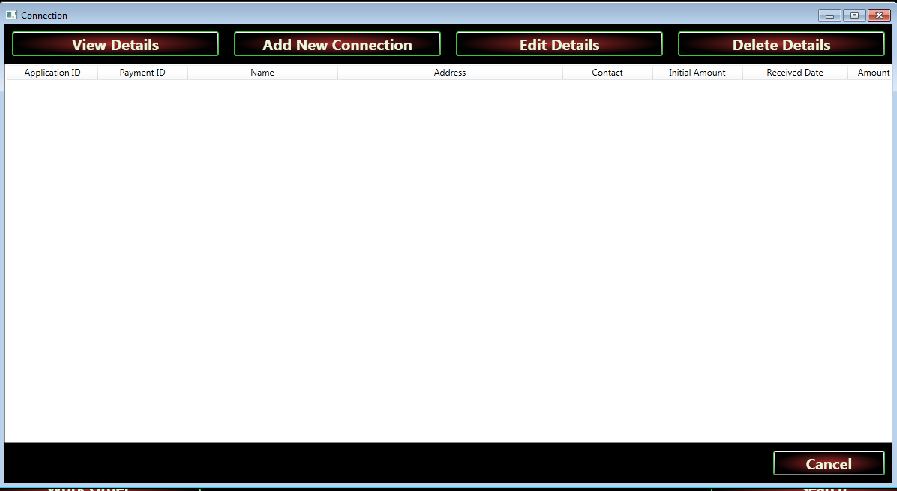 Connection
View Details Add New Connection Edit Details Delete Details
Application ID Payment ID Name Address Contact Initial Amount Received Date Amount
Cancel